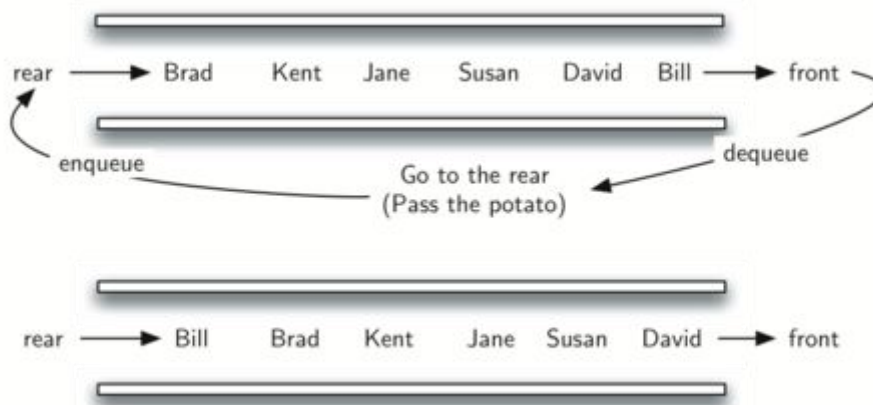 rear Brad Kent Jane Susan David Bill front
enqueue
dequeue
Go to the rear
(Pass the potato)
rear Bill Brad Kent Jane Susan David front